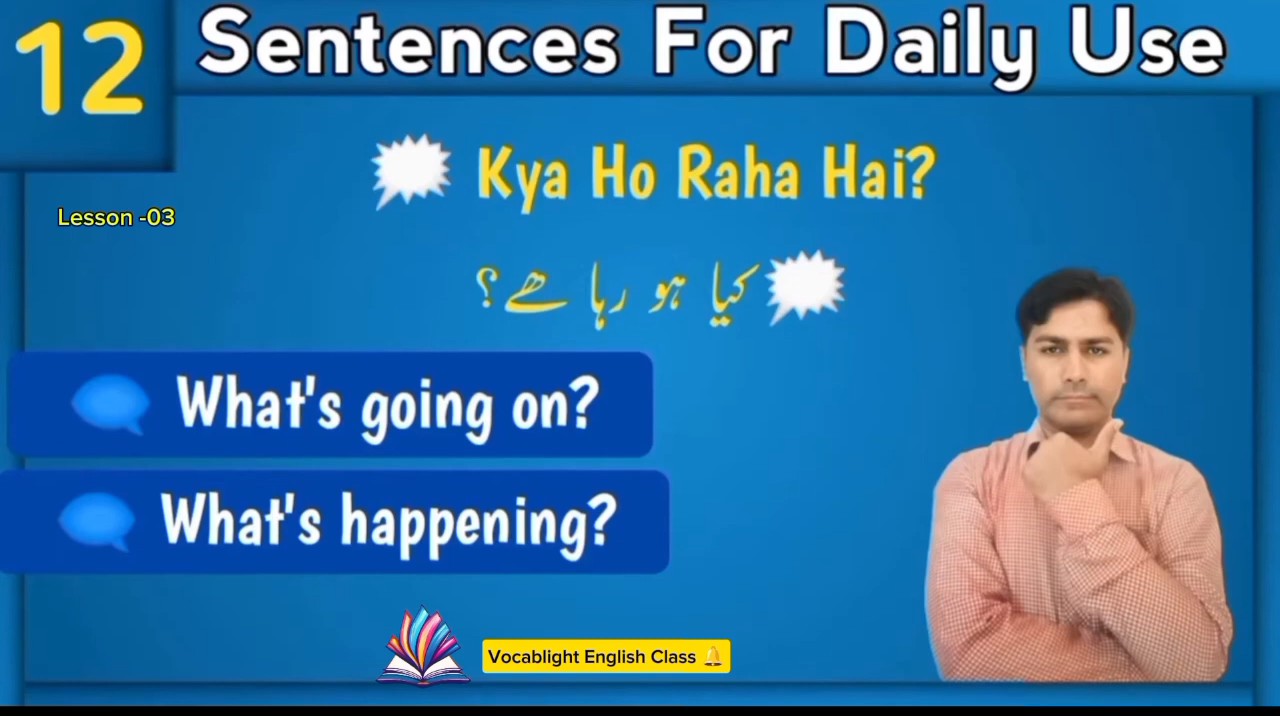 12 Sentences For Daily Use
Kya Ho Raha Hai?
Lesson -03
کیا ہو رہا ھے؟
What's going on?
What's happening?
Vocablight English Class 🔔